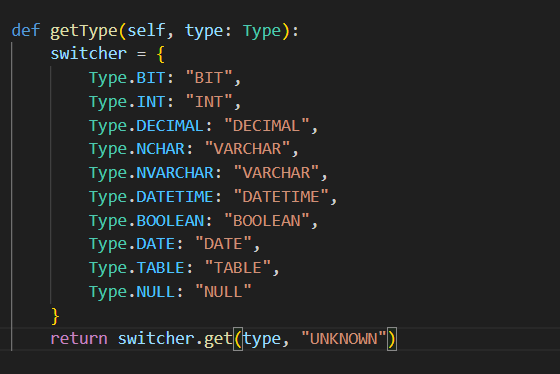 def getType(self, type: Type):
    switcher = {
        Type.BIT: "BIT",
        Type.INT: "INT",
        Type.DECIMAL: "DECIMAL",
        Type.NCHAR: "VARCHAR",
        Type.NVARCHAR: "VARCHAR",
        Type.DATETIME: "DATETIME",
        Type.BOOLEAN: "BOOLEAN",
        Type.DATE: "DATE",
        Type.TABLE: "TABLE",
        Type.NULL: "NULL"
    }
    return switcher.get(type, "UNKNOWN")